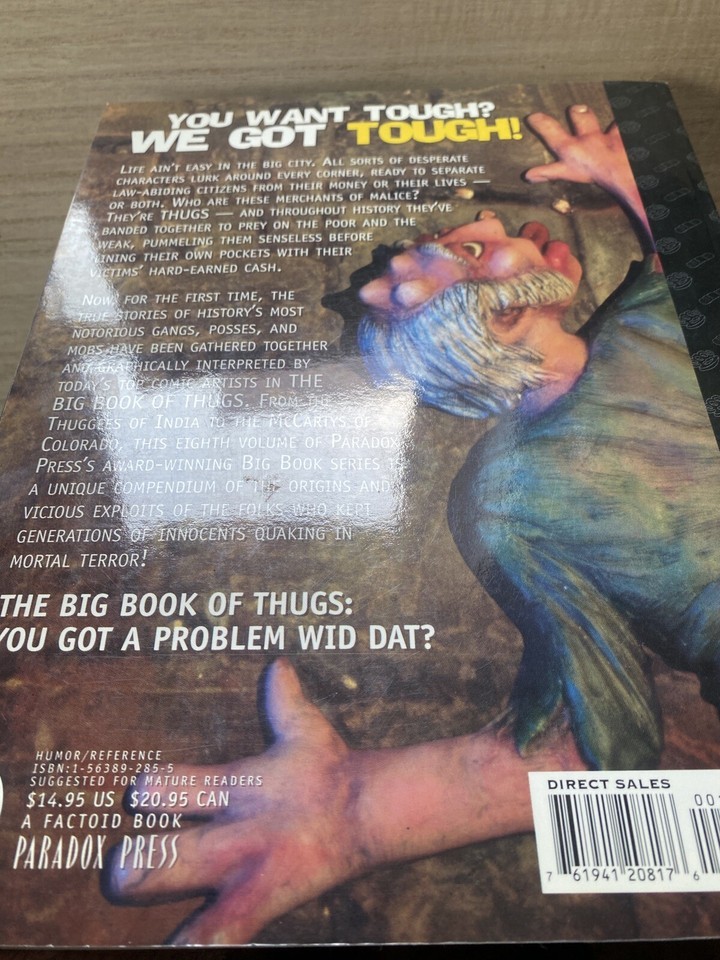 YOU WANT TOUGH?
WE GOT TOUGH!
LIFE AIN'T EASY IN THE BIG CITY. ALL SORTS OF DESPERATE
CHARACTERS LURK AROUND EVERY CORNER, READY TO SEPARATE
LAW-ABIDING CITIZENS FROM THEIR MONEY OR THEIR LIVES —
OR BOTH. WHO ARE THESE MERCHANTS OF MALICE?
THEY'RE THUGS — AND THROUGHOUT HISTORY THEY'VE
BANDED TOGETHER TO PREY ON THE POOR AND THE
WEAK, PUMMELING THEM SENSELESS BEFORE
LINING THEIR OWN POCKETS WITH THEIR
VICTIMS' HARD-EARNED CASH.
NOW, FOR THE FIRST TIME, THE
TRUE STORIES OF HISTORY'S MOST
NOTORIOUS GANGS, POSSES, AND
MOBS HAVE BEEN GATHERED TOGETHER
AND GRAPHICALLY INTERPRETED BY
TODAY'S TOP COMIC ARTISTS IN THE
BIG BOOK OF THUGS. FROM THE
THUGGEES OF INDIA TO THE MCCARTYS OF
COLORADO, THIS EIGHTH VOLUME OF PARADOX
PRESS'S AWARD-WINNING BIG BOOK SERIES IS
A UNIQUE COMPENDIUM OF THE ORIGINS AND
VICIOUS EXPLOITS OF THE FOLKS WHO KEPT
GENERATIONS OF INNOCENTS QUAKING IN
MORTAL TERROR!
THE BIG BOOK OF THUGS:
YOU GOT A PROBLEM WID DAT?
HUMOR/REFERENCE
ISBN:1-56389-285-5
SUGGESTED FOR MATURE READERS
$14.95 US $20.95 CAN
A FACTOID BOOK
PARADOX PRESS
DIRECT SALES
001
7 61941 20817 6